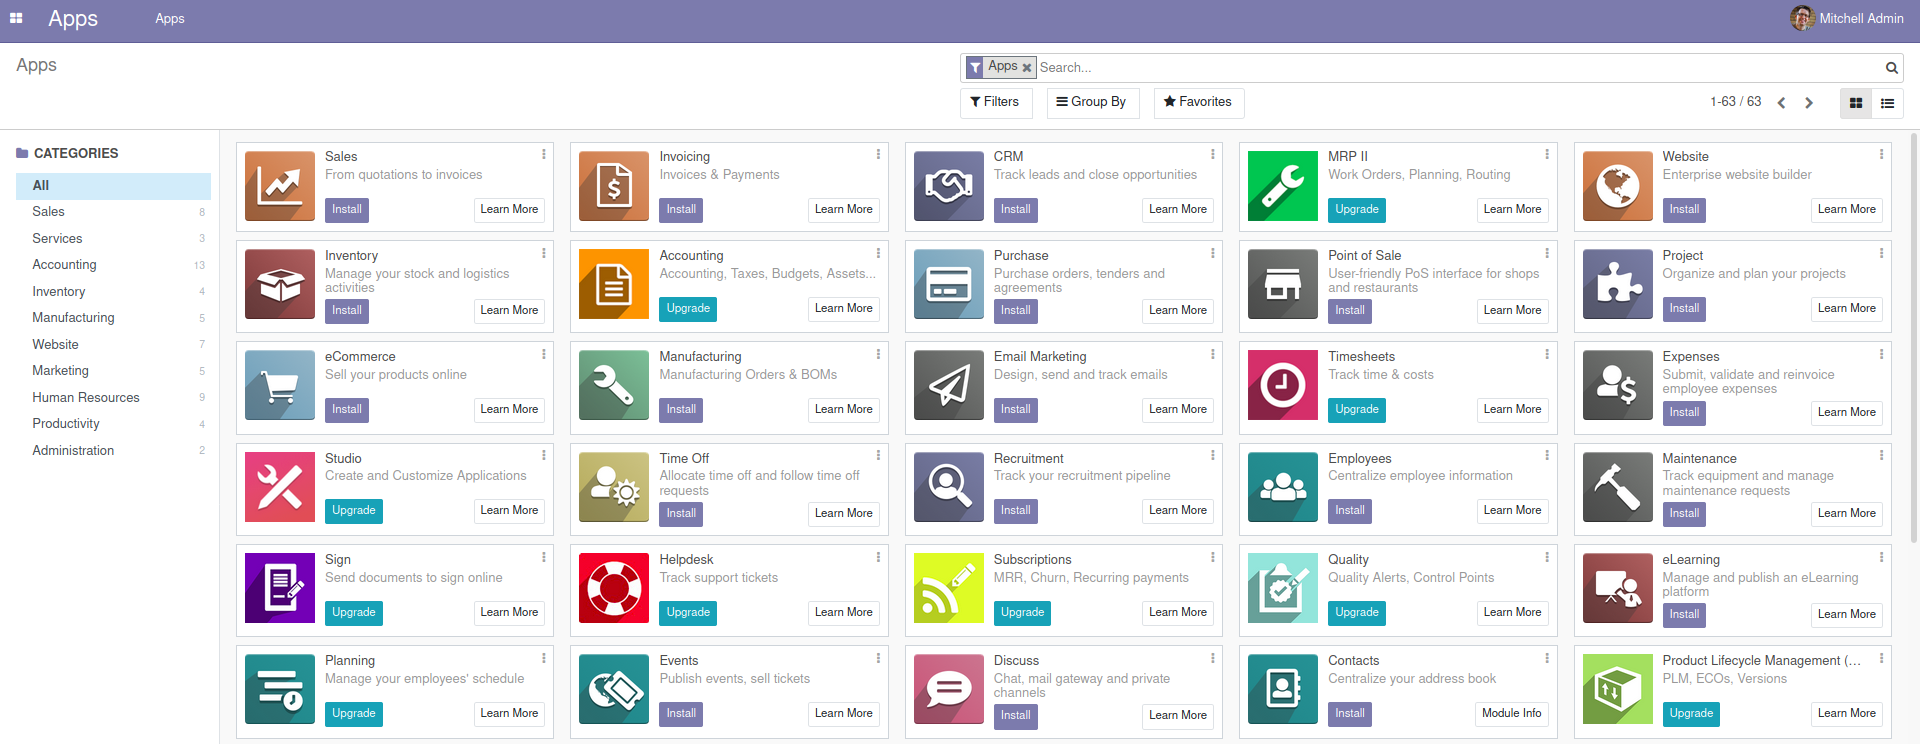 Apps
Apps
Mitchell Admin
Apps
Apps
Search...
Filters
Group By
Favorites
1-63 / 63
CATEGORIES
All
Sales 8
Services 3
Accounting 13
Inventory 4
Manufacturing 5
Website 7
Marketing 5
Human Resources 9
Productivity 4
Administration 2
Sales
From quotations to invoices
Install
Learn More
Invoicing
Invoices & Payments
Install
Learn More
CRM
Track leads and close opportunities
Install
Learn More
MRP II
Work Orders, Planning, Routing
Upgrade
Learn More
Website
Enterprise website builder
Install
Learn More
Inventory
Manage your stock and logistics
activities
Install
Learn More
Accounting
Accounting, Taxes, Budgets, Assets...
Upgrade
Learn More
Purchase
Purchase orders, tenders and
agreements
Install
Learn More
Point of Sale
User-friendly PoS interface for shops
and restaurants
Install
Learn More
Project
Organize and plan your projects
Install
Learn More
eCommerce
Sell your products online
Install
Learn More
Manufacturing
Manufacturing Orders & BOMs
Install
Learn More
Email Marketing
Design, send and track emails
Install
Learn More
Timesheets
Track time & costs
Upgrade
Learn More
Expenses
Submit, validate and reinvoice
employee expenses
Install
Learn More
Studio
Create and Customize Applications
Upgrade
Learn More
Time Off
Allocate time off and follow time off
requests
Install
Learn More
Recruitment
Track your recruitment pipeline
Install
Learn More
Employees
Centralize employee information
Install
Learn More
Maintenance
Track equipment and manage
maintenance requests
Install
Learn More
Sign
Send documents to sign online
Upgrade
Learn More
Helpdesk
Track support tickets
Upgrade
Learn More
Subscriptions
MRR, Churn, Recurring payments
Upgrade
Learn More
Quality
Quality Alerts, Control Points
Upgrade
Learn More
eLearning
Manage and publish an eLearning
platform
Install
Learn More
Planning
Manage your employees' schedule
Upgrade
Learn More
Events
Publish events, sell tickets
Install
Learn More
Discuss
Chat, mail gateway and private
channels
Install
Learn More
Contacts
Centralize your address book
Install
Module Info
Product Lifecycle Management (...
PLM, ECOs, Versions
Upgrade
Learn More